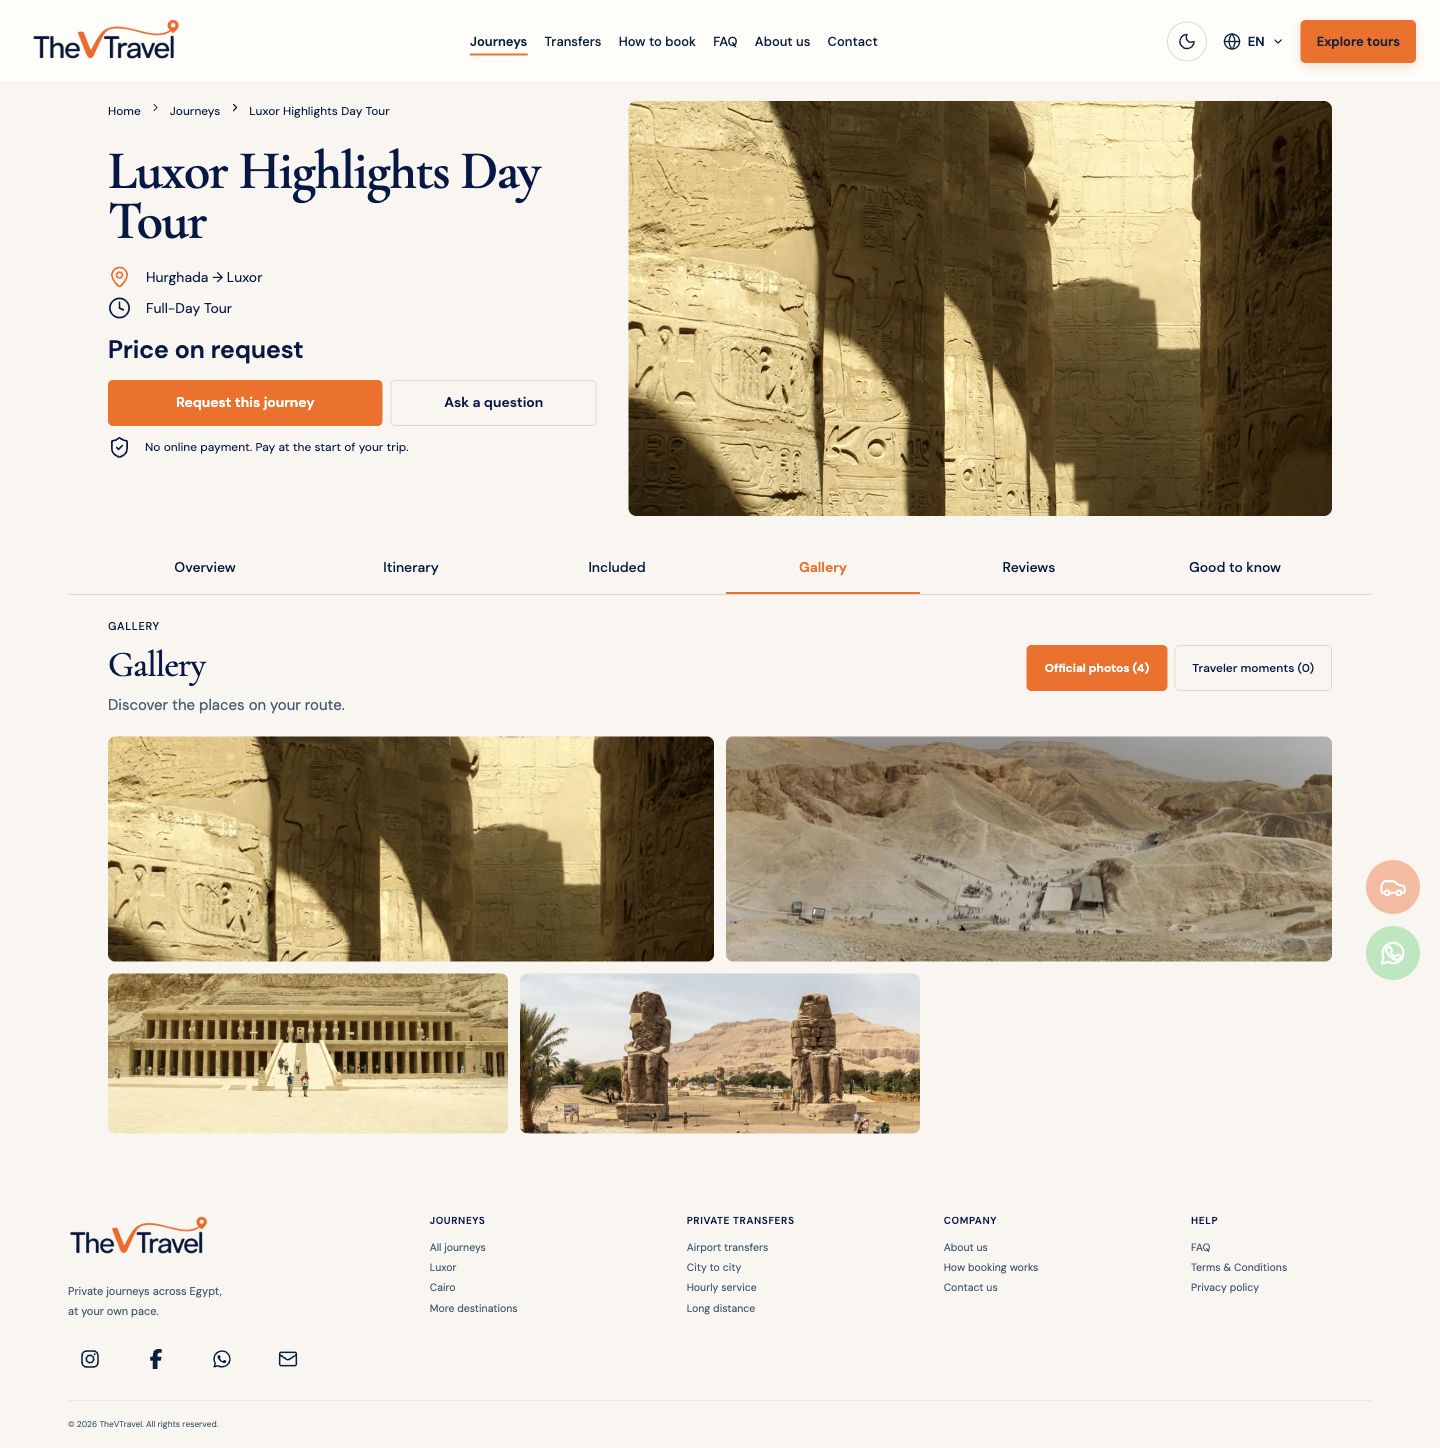 TheVTravel
Journeys
Transfers
How to book
FAQ
About us
Contact
EN
Explore tours
Home
Journeys
Luxor Highlights Day Tour
Luxor Highlights Day
Tour
Hurghada → Luxor
Full-Day Tour
Price on request
Request this journey
Ask a question
No online payment. Pay at the start of your trip.
Overview
Itinerary
Included
Gallery
Reviews
Good to know
GALLERY
Gallery
Discover the places on your route.
Official photos (4)
Traveler moments (0)
TheVTravel
Private journeys across Egypt,
at your own pace.
JOURNEYS
All journeys
Luxor
Cairo
More destinations
PRIVATE TRANSFERS
Airport transfers
City to city
Hourly service
Long distance
COMPANY
About us
How booking works
Contact us
HELP
FAQ
Terms & Conditions
Privacy policy
© 2026 TheVTravel. All rights reserved.